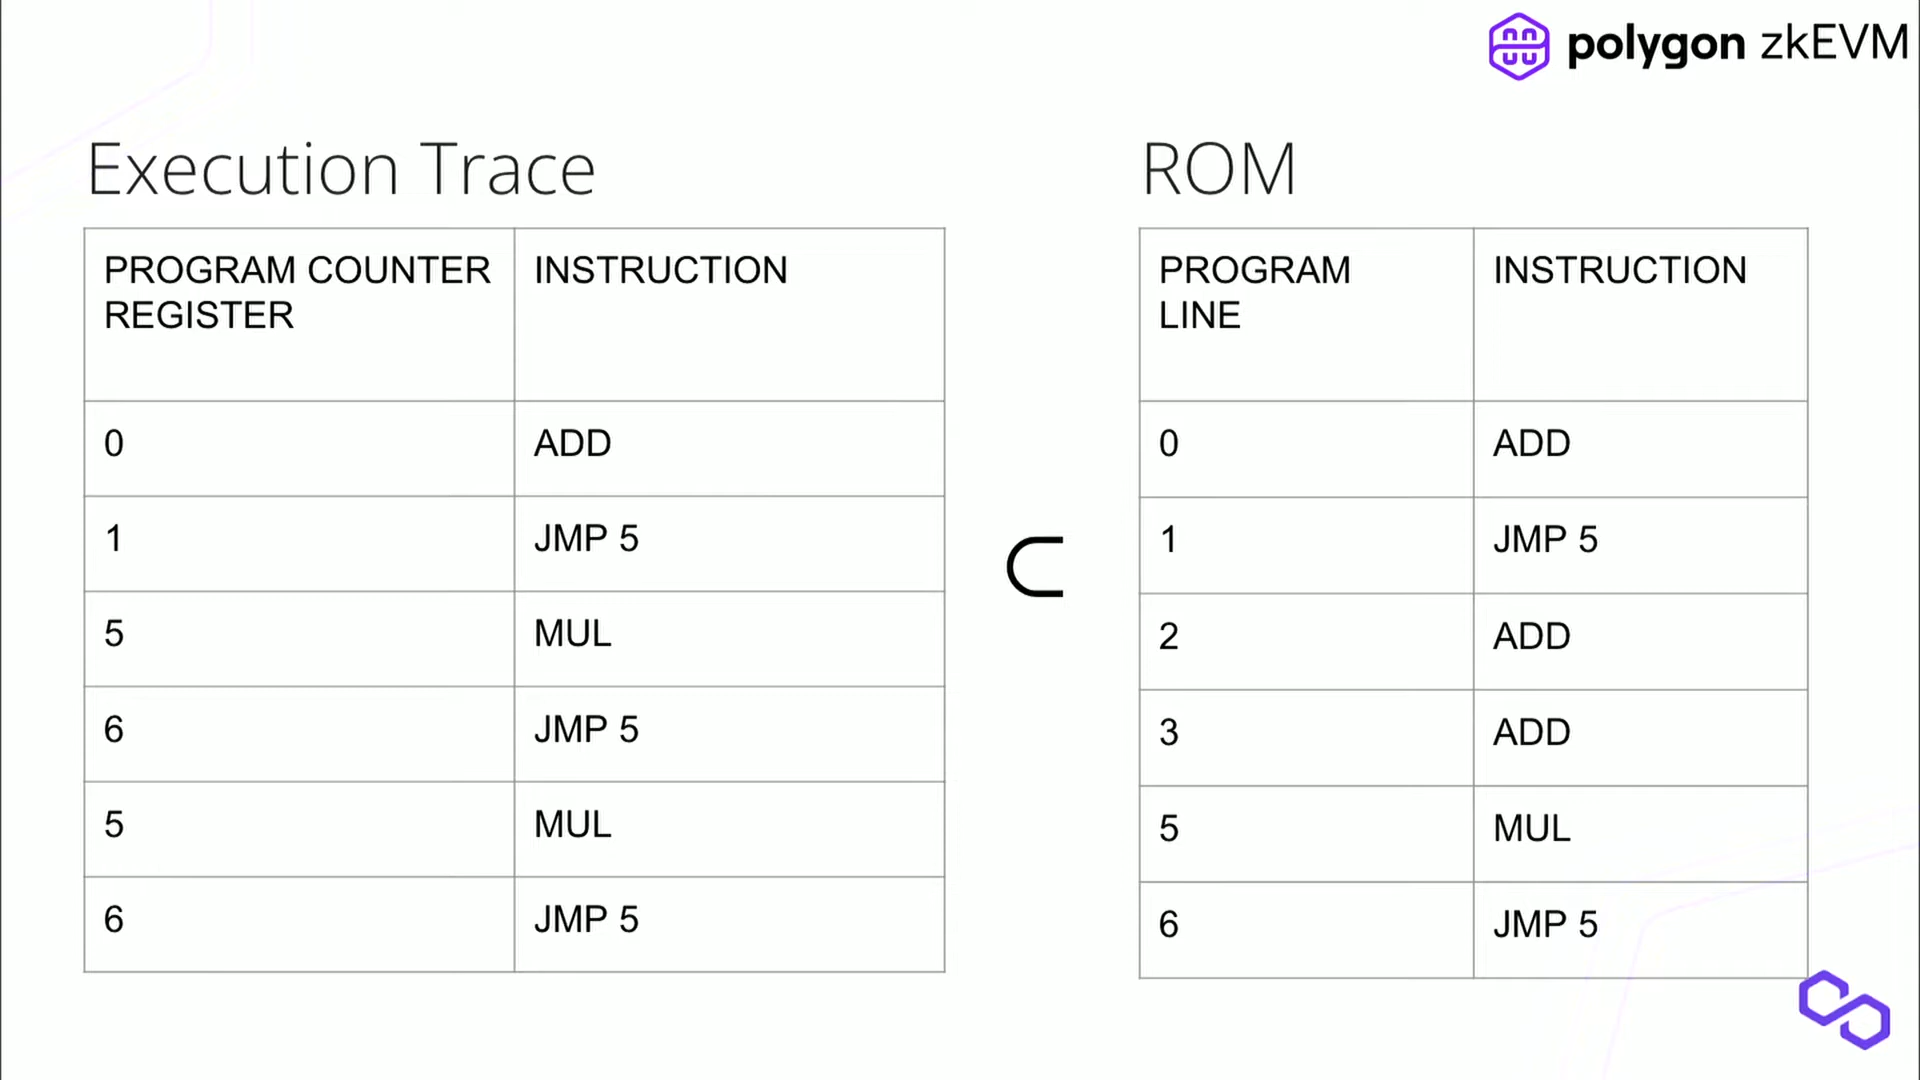 polygon zkEVM
Execution Trace
PROGRAM COUNTER INSTRUCTION
REGISTER
0 ADD
1 JMP 5
5 MUL
6 JMP 5
5 MUL
6 JMP 5
⊂
ROM
PROGRAM INSTRUCTION
LINE
0 ADD
1 JMP 5
2 ADD
3 ADD
5 MUL
6 JMP 5